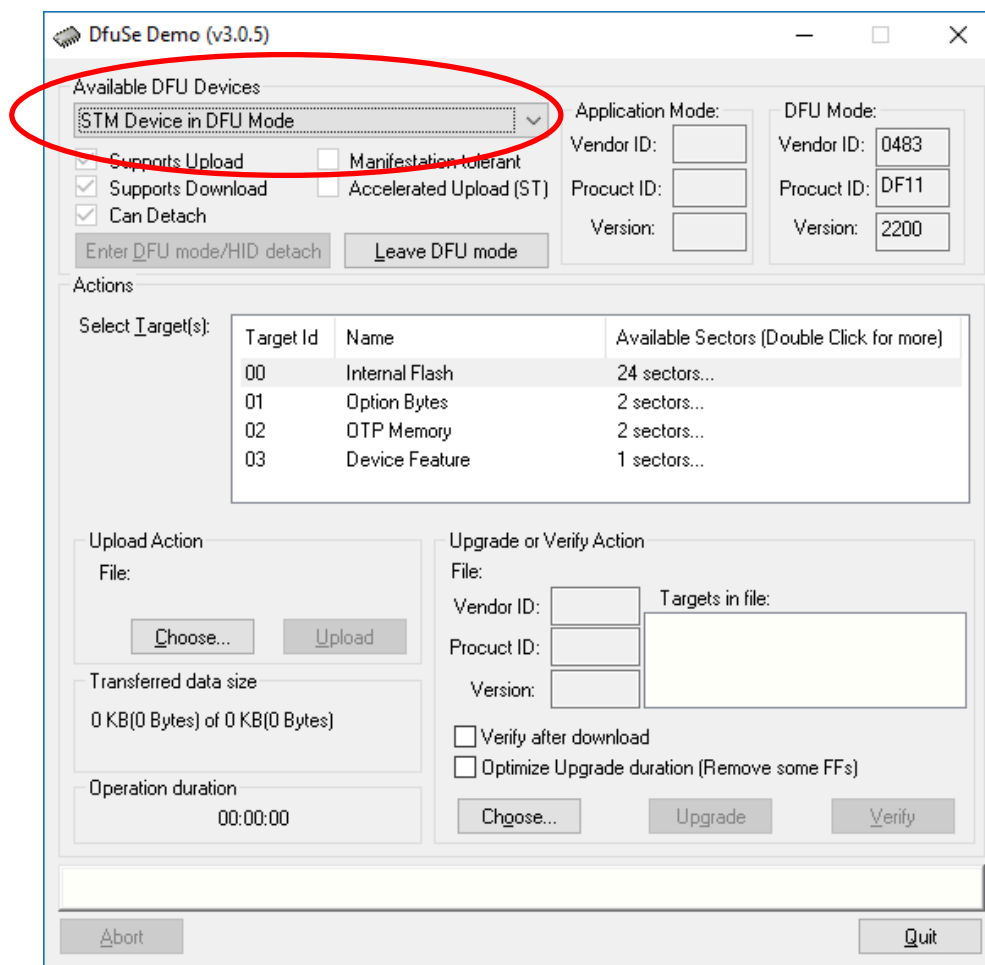 DfuSe Demo (v3.0.5)
Available DFU Devices
STM Device in DFU Mode
Supports Upload
Manifestation tolerant
Supports Download
Accelerated Upload (ST)
Can Detach
Enter DFU mode/HID detach
Leave DFU mode
Application Mode:
Vendor ID:
Procuct ID:
Version:
DFU Mode:
Vendor ID: 0483
Procuct ID: DF11
Version: 2200
Actions
Select Target(s):
Target Id Name Available Sectors (Double Click for more)
00 Internal Flash 24 sectors...
01 Option Bytes 2 sectors...
02 OTP Memory 2 sectors...
03 Device Feature 1 sectors...
Upload Action
File:
Choose... Upload
Transferred data size
0 KB(0 Bytes) of 0 KB(0 Bytes)
Operation duration
00:00:00
Upgrade or Verify Action
File:
Vendor ID:
Procuct ID:
Version:
Targets in file:
Verify after download
Optimize Upgrade duration (Remove some FFs)
Choose... Upgrade Verify
Abort Quit